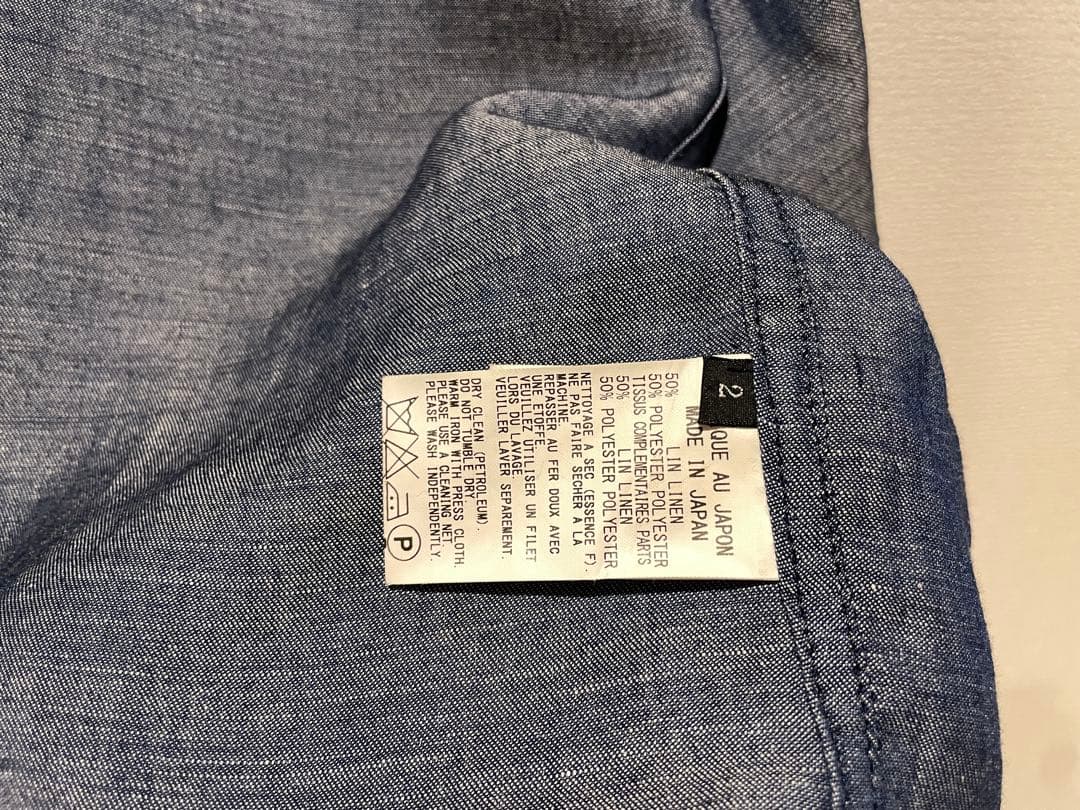 2
QUE AU JAPON
MADE IN JAPAN
50% LIN LINEN
50% POLYESTER POLYESTER
TISSUS COMPLEMENTAIRES PARTS
50% LIN LINEN
50% POLYESTER POLYESTER
NETTOYAGE A SEC (ESSENCE F).
NE PAS FAIRE SECHER A LA
MACHINE.
REPASSER AU FER DOUX AVEC
UNE ETOFFE.
VEUILLEZ UTILISER UN FILET
LORS DU LAVAGE.
VEUILLER LAVER SEPAREMENT.
DRY CLEAN (PETROLEUM).
DO NOT TUMBLE DRY.
WARM IRON WITH PRESS CLOTH.
PLEASE USE A CLEANING NET.
PLEASE WASH INDEPENDENTLY.
P